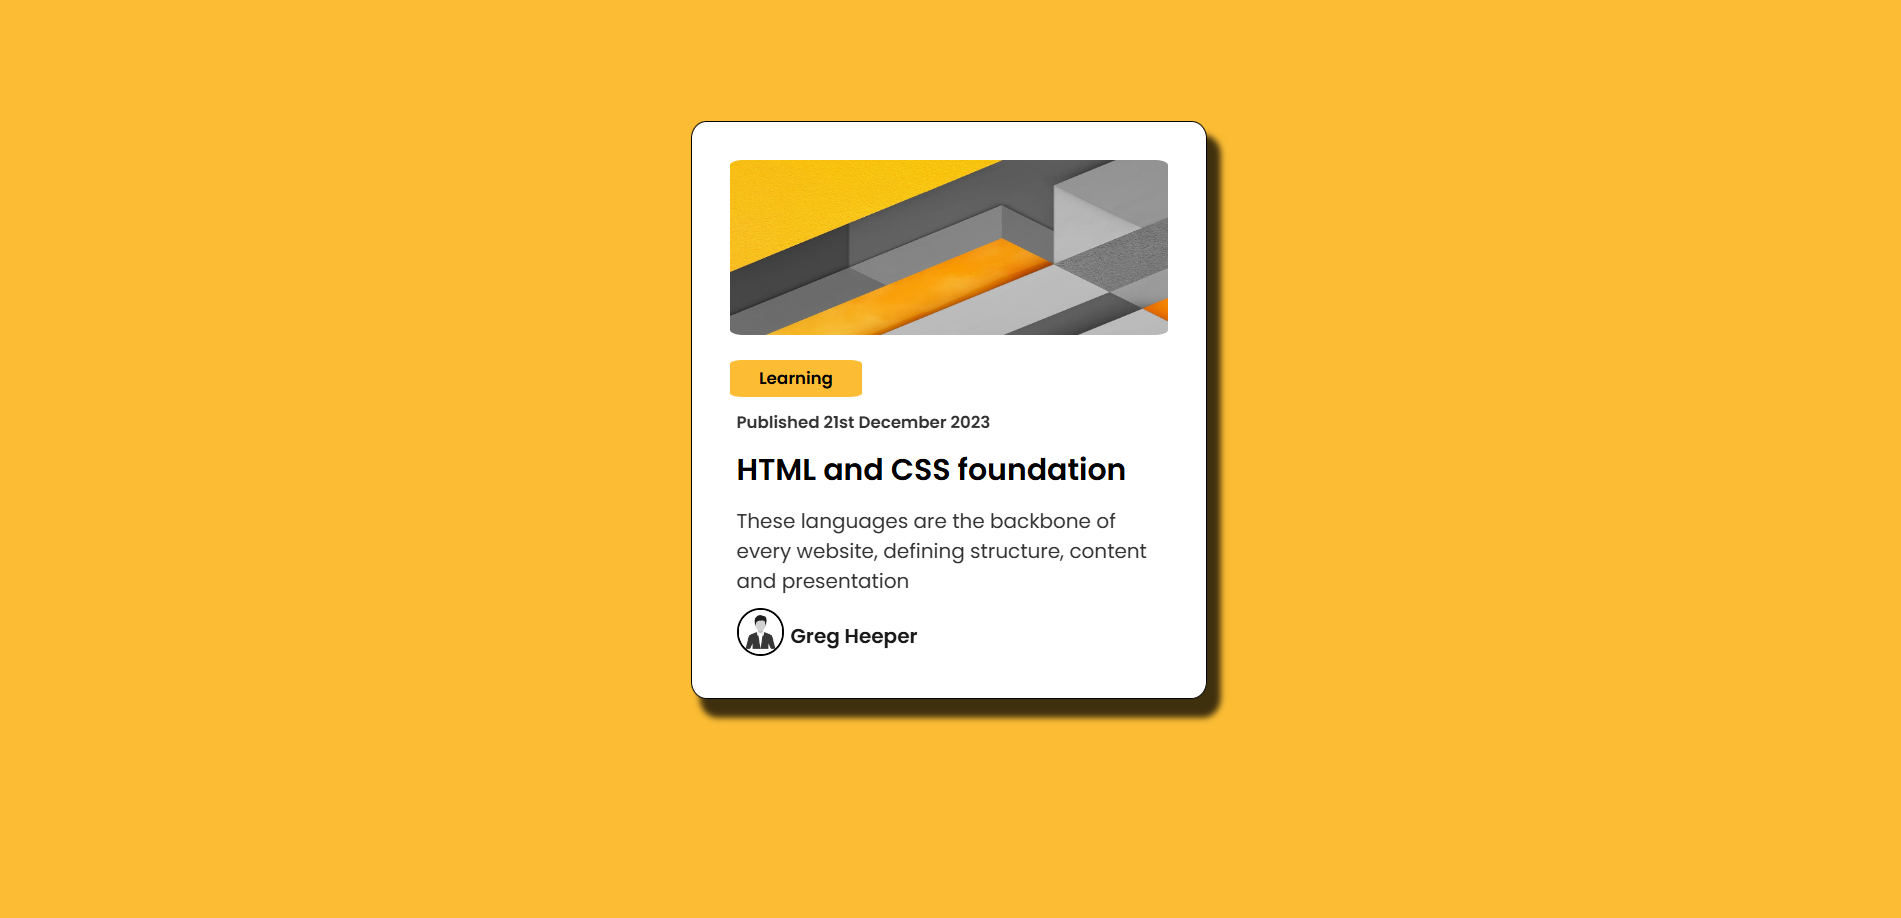 Learning
Published 21st December 2023
HTML and CSS foundation
These languages are the backbone of
every website, defining structure, content
and presentation
Greg Heeper